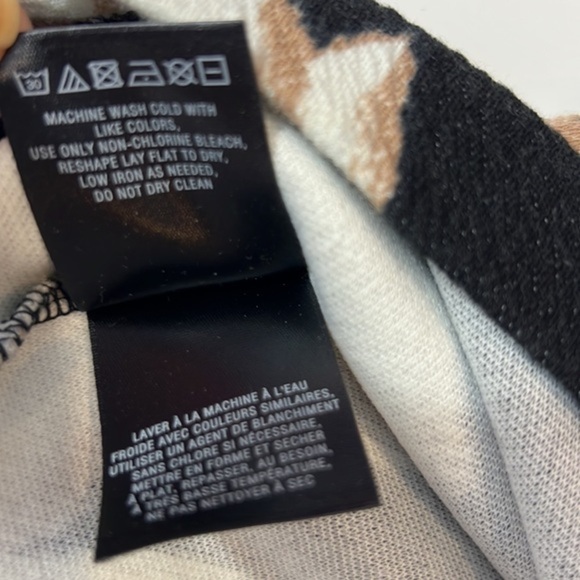 30
MACHINE WASH COLD WITH
LIKE COLORS,
USE ONLY NON-CHLORINE BLEACH,
RESHAPE LAY FLAT TO DRY,
LOW IRON AS NEEDED,
DO NOT DRY CLEAN
LAVER À LA MACHINE À L'EAU
FROIDE AVEC COULEURS SIMILAIRES,
UTILISER UN AGENT DE BLANCHIMENT
SANS CHLORE SI NÉCESSAIRE,
METTRE EN FORME ET SÉCHER
À PLAT, REPASSER, AU BESOIN,
À TRÈS BASSE TEMPÉRATURE,
NE PAS NETTOYER À SEC